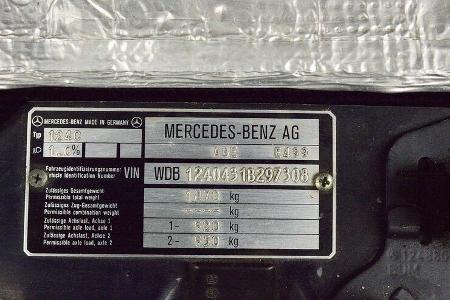 MERCEDES-BENZ MADE IN GERMANY
Typ 124C
MERCEDES-BENZ AG
Fahrzeugidentifizierungsnummer
Vehicle Identification Number
VIN
WDB 1240431B297308
Zulässiges Gesamtgewicht
Permissible total weight
kg
Zulässiges Zug-Gesamtgewicht
Permissible combination weight
kg
Zulässige Achslast, Achse 1
Permissible axle load, axle 1
1- kg
Zulässige Achslast, Achse 2
Permissible axle load, axle 2
2- kg